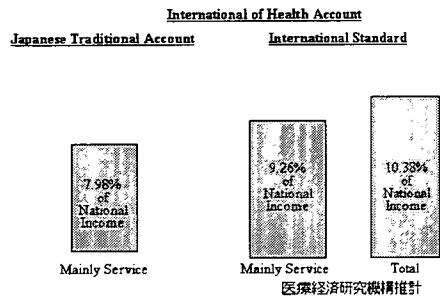 International of Health Account
Japanese Traditional Account
International Standard
7.98%
of
National
Income
9.26%
of
National
Income
10.38%
of
National
Income
Mainly Service
Mainly Service
Total
医療経済研究機構推計